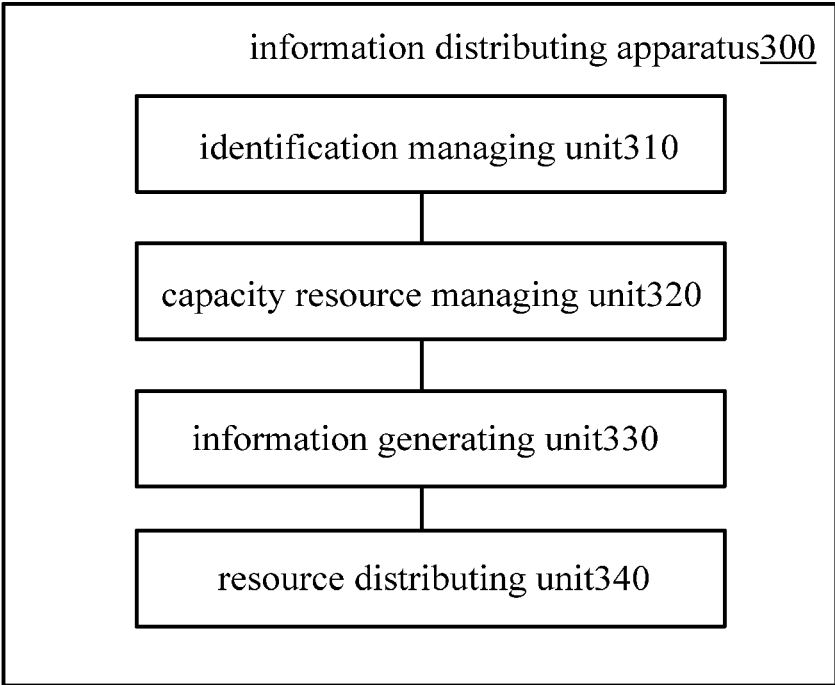 information distributing apparatus300
identification managing unit310
capacity resource managing unit320
information generating unit330
resource distributing unit340